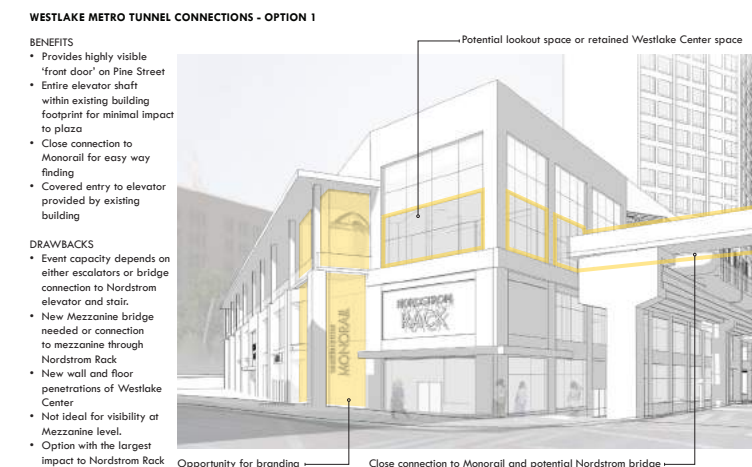 WESTLAKE METRO TUNNEL CONNECTIONS - OPTION 1
BENEFITS
• Provides highly visible
'front door' on Pine Street
• Entire elevator shaft
within existing building
footprint for minimal impact
to plaza
• Close connection to
Monorail for easy way
finding
• Covered entry to elevator
provided by existing
building
DRAWBACKS
• Event capacity depends on
either escalators or bridge
connection to Nordstrom
elevator and stair.
• New Mezzanine bridge
needed or connection
to mezzanine through
Nordstrom Rack
• New wall and floor
penetrations of Westlake
Center
• Not ideal for visibility at
Mezzanine level.
• Option with the largest
impact to Nordstrom Rack
Potential lookout space or retained Westlake Center space
NORDSTROM
RACK
MONORAIL
Opportunity for branding
Close connection to Monorail and potential Nordstrom bridge